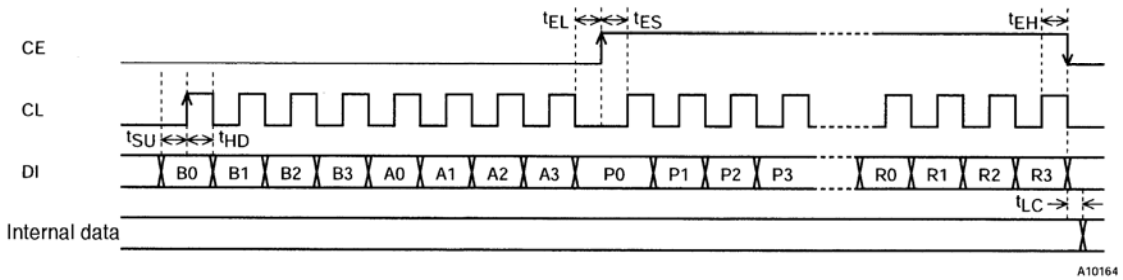 tEL tES tEH
CE
CL
tSU tHD
DI B0 B1 B2 B3 A0 A1 A2 A3 P0 P1 P2 P3 R0 R1 R2 R3
tLC
Internal data
A10164